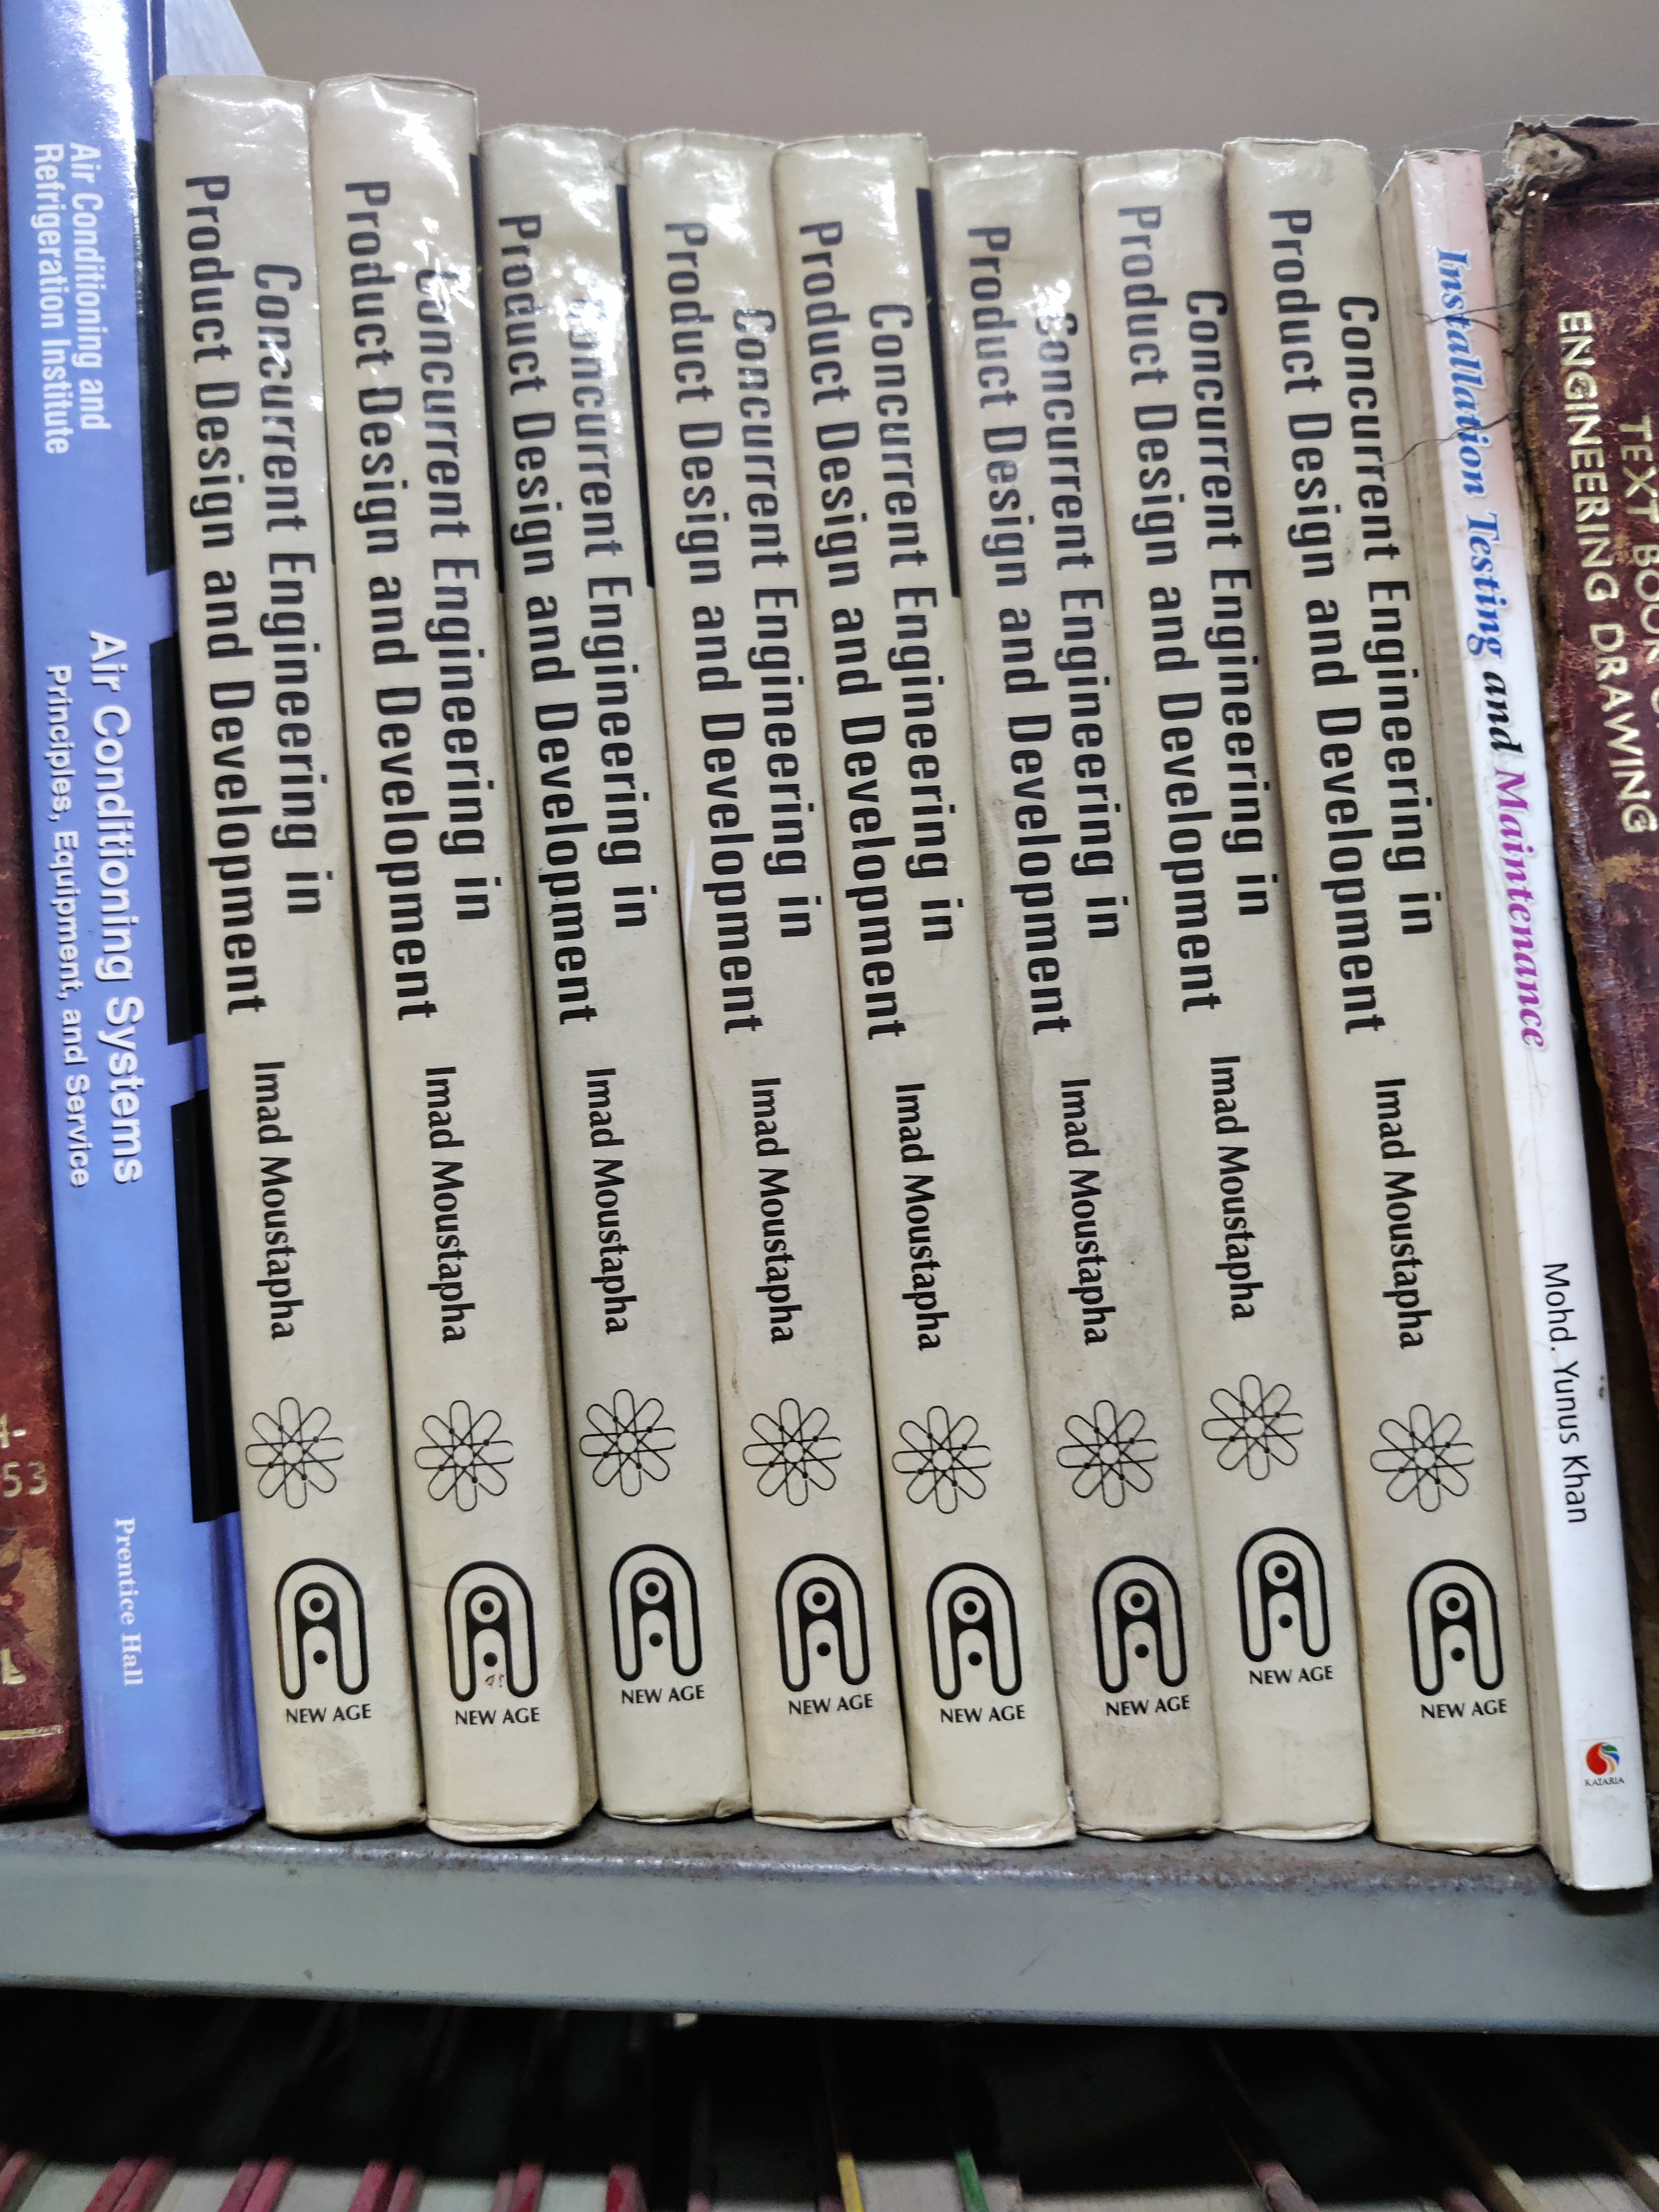 4-
53
Air Conditioning and
Refrigeration Institute
Air Conditioning Systems
Principles, Equipment, and Service
Prentice Hall
Concurrent Engineering in
Product Design and Development
Imad Moustapha
NEW AGE
Concurrent Engineering in
Product Design and Development
Imad Moustapha
NEW AGE
Concurrent Engineering in
Product Design and Development
Imad Moustapha
NEW AGE
Concurrent Engineering in
Product Design and Development
Imad Moustapha
NEW AGE
Concurrent Engineering in
Product Design and Development
Imad Moustapha
NEW AGE
Concurrent Engineering in
Product Design and Development
Imad Moustapha
NEW AGE
Concurrent Engineering in
Product Design and Development
Imad Moustapha
NEW AGE
Concurrent Engineering in
Product Design and Development
Imad Moustapha
NEW AGE
Installation Testing and Maintenance
Mohd. Yunus Khan
KATARIA
TEXT BOOK
ENGINEERING DRAWING